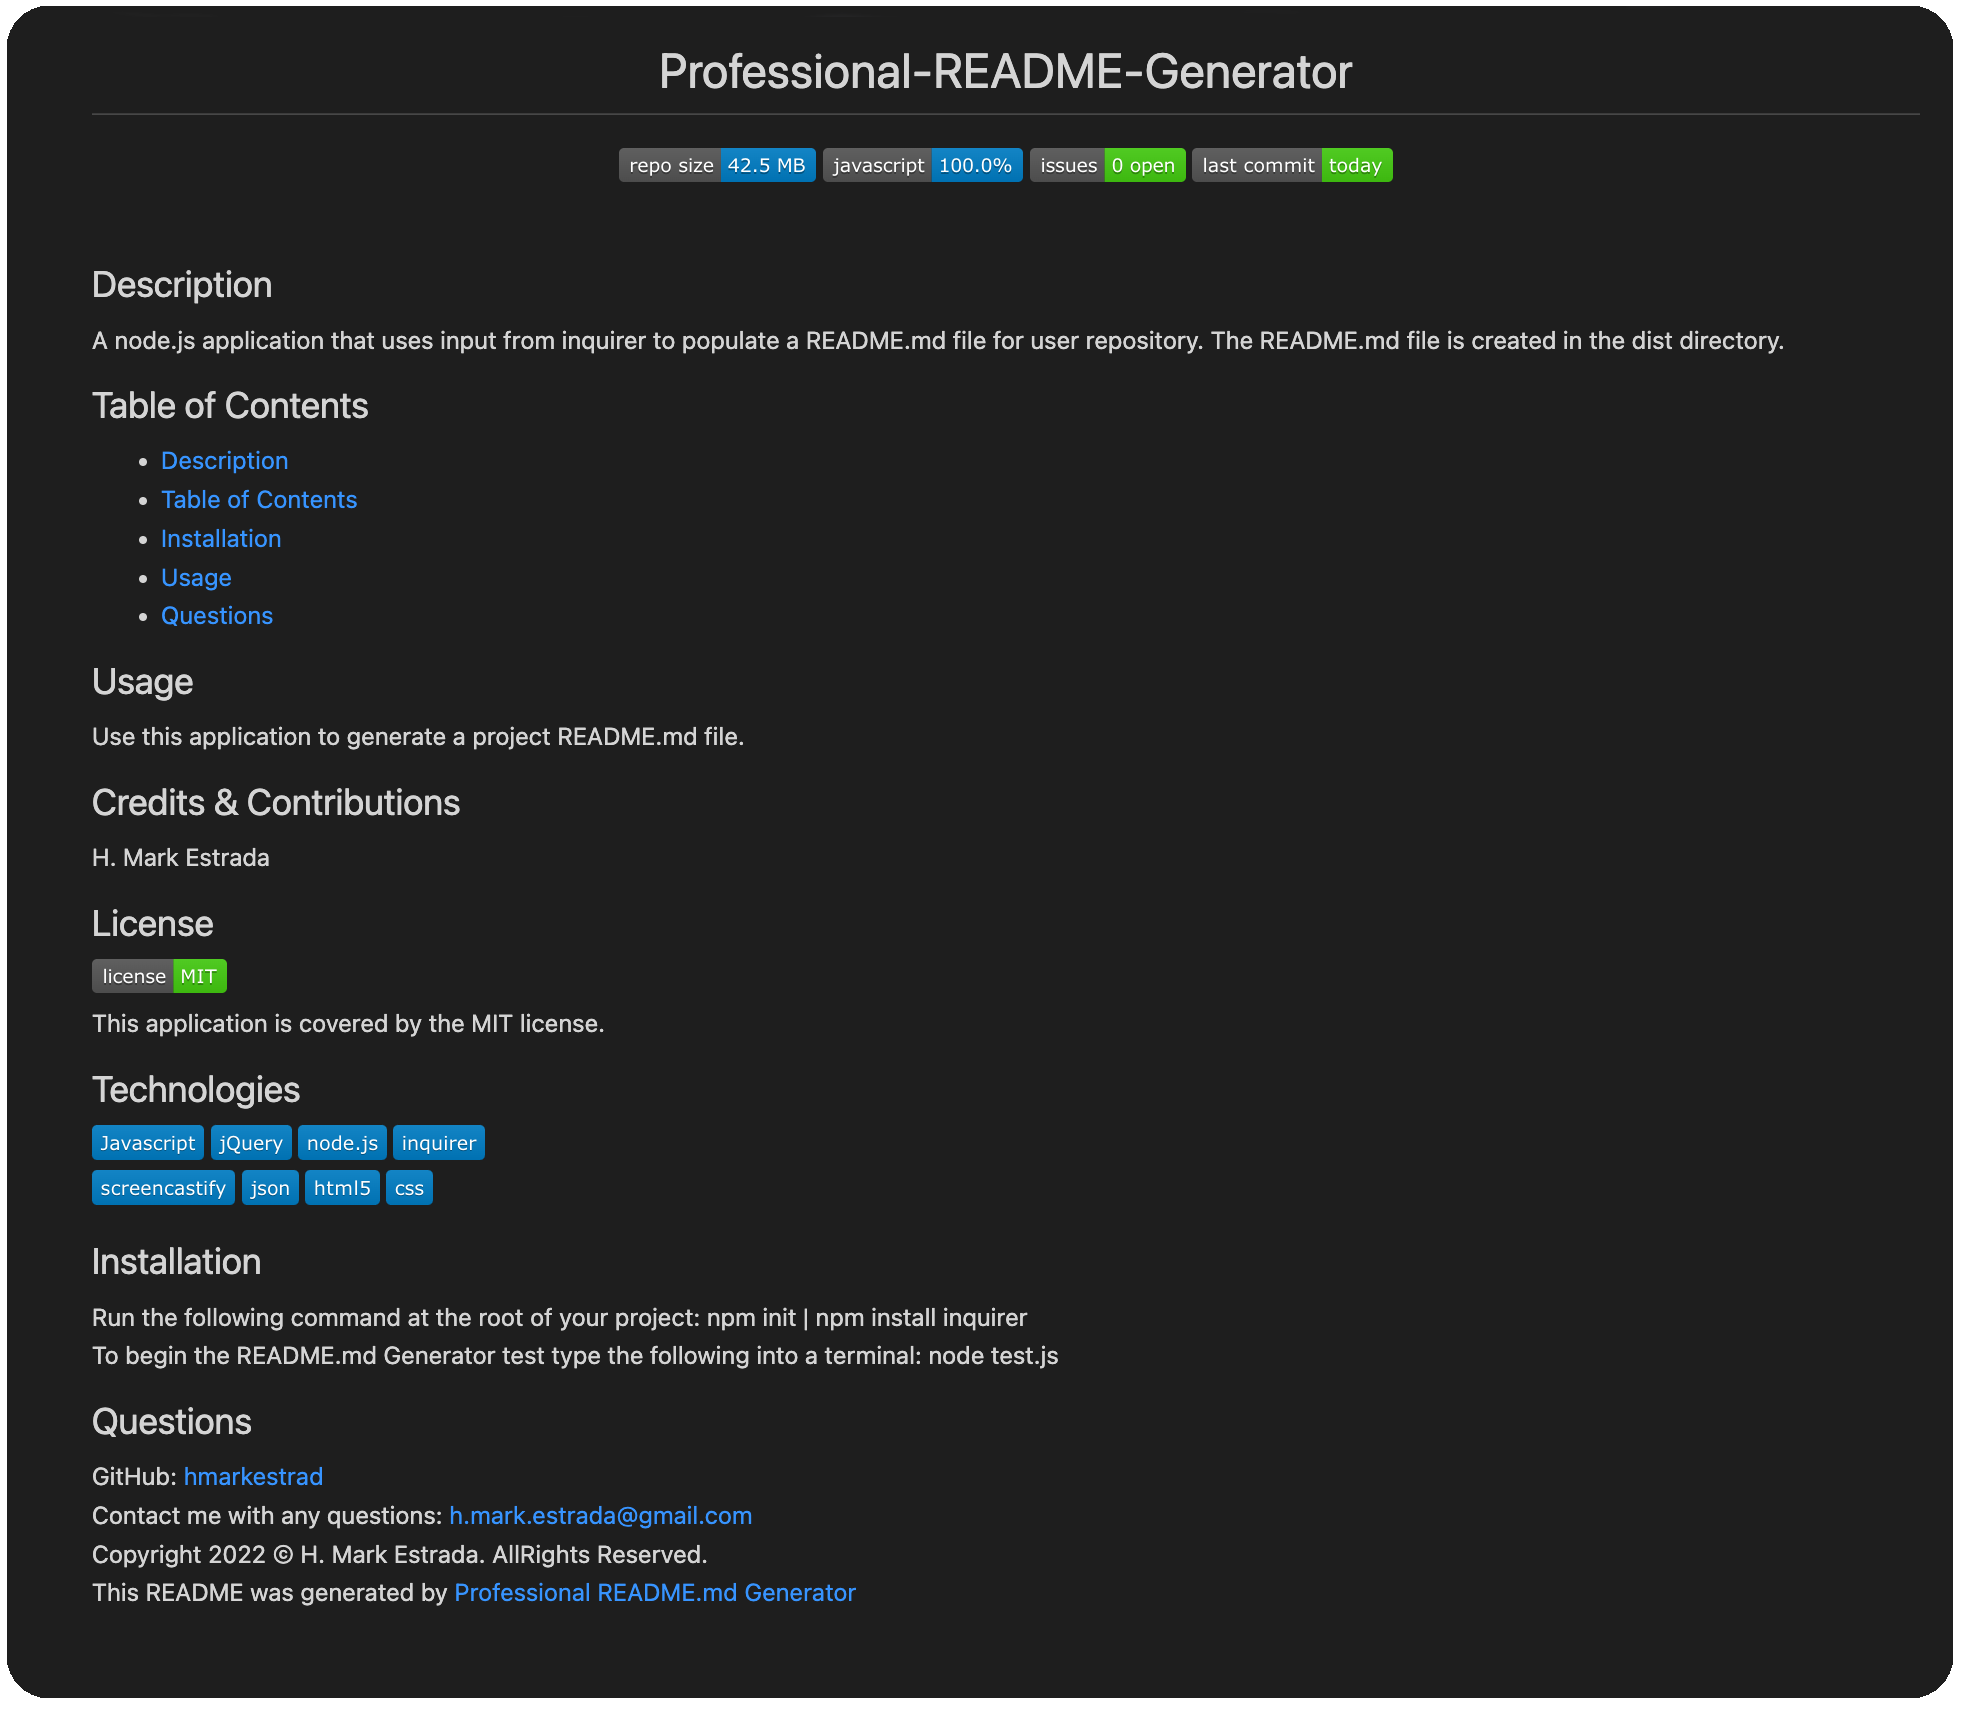 Professional-README-Generator
repo size 42.5 MB javascript 100.0% issues 0 open last commit today
Description
A node.js application that uses input from inquirer to populate a README.md file for user repository. The README.md file is created in the dist directory.
Table of Contents
• Description
• Table of Contents
• Installation
• Usage
• Questions
Usage
Use this application to generate a project README.md file.
Credits & Contributions
H. Mark Estrada
License
license MIT
This application is covered by the MIT license.
Technologies
Javascript jQuery node.js inquirer
screencastify json html5 css
Installation
Run the following command at the root of your project: npm init | npm install inquirer
To begin the README.md Generator test type the following into a terminal: node test.js
Questions
GitHub: hmarkestrad
Contact me with any questions: h.mark.estrada@gmail.com
Copyright 2022 © H. Mark Estrada. AllRights Reserved.
This README was generated by Professional README.md Generator